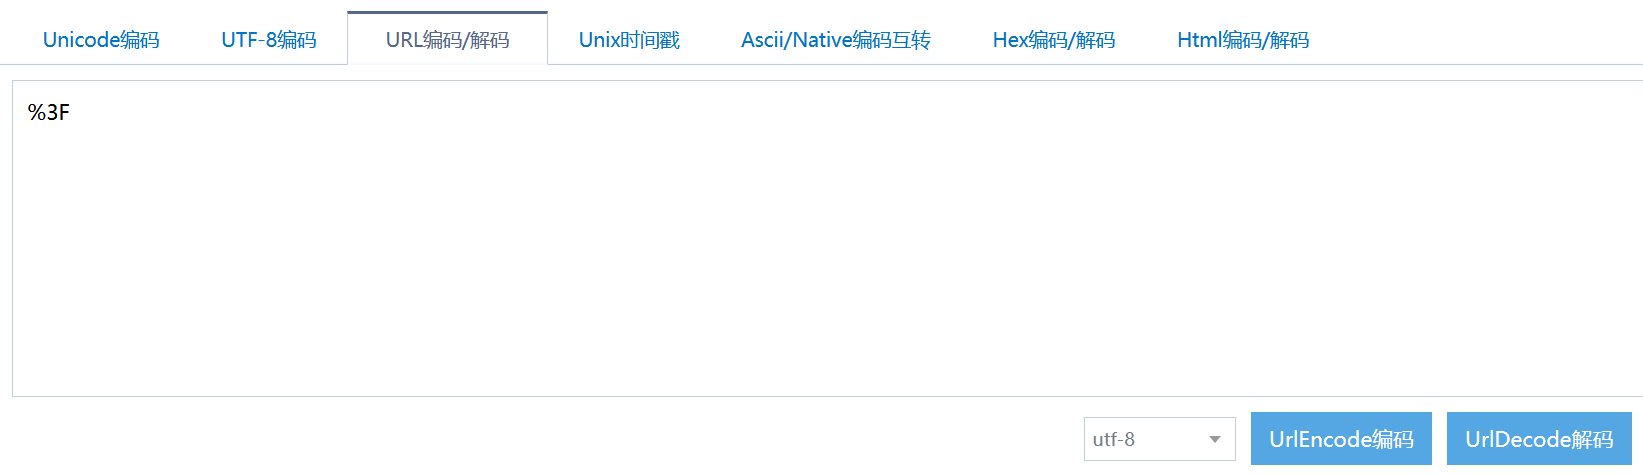 Unicode编码 UTF-8编码 URL编码/解码 Unix时间戳 Ascii/Native编码互转 Hex编码/解码 Html编码/解码
%3F
utf-8 UrlEncode编码 UrlDecode解码